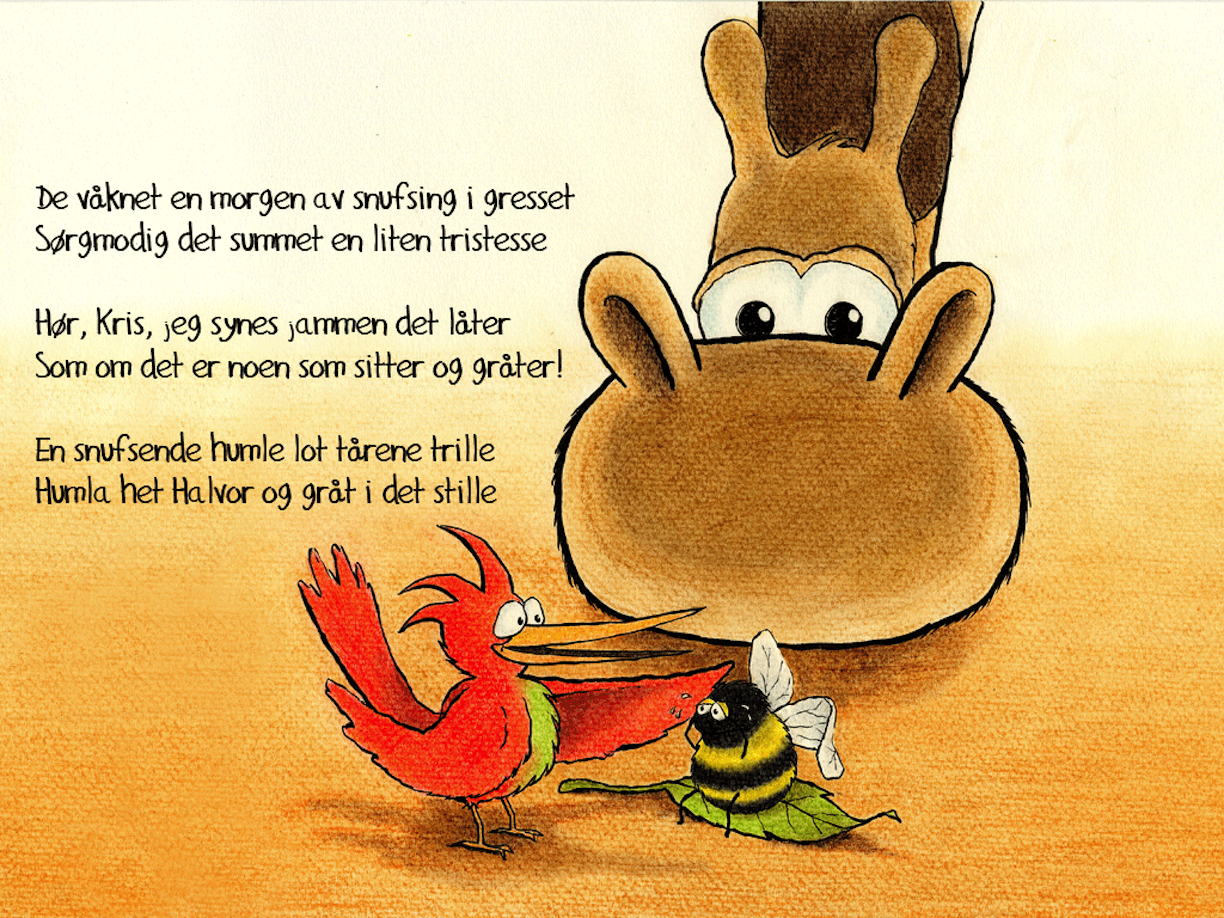 De våknet en morgen av snufsing i gresset
Sørgmodig det summet en liten tristesse
Hør, Kris, jeg synes jammen det låter
Som om det er noen som sitter og gråter!
En snufsende humle lot tårene trille
Humla het Halvor og gråt i det stille